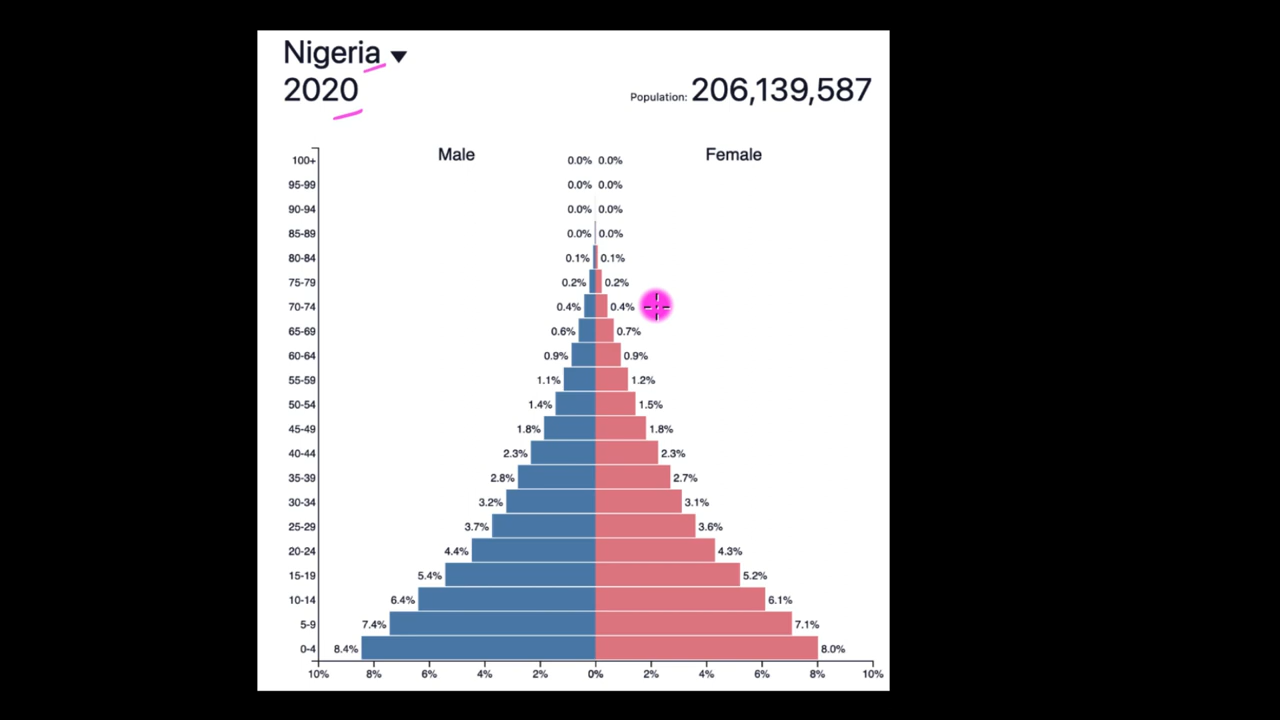 Nigeria
2020
Population: 206,139,587
Male Female
100+ 0.0% 0.0%
95-99 0.0% 0.0%
90-94 0.0% 0.0%
85-89 0.0% 0.0%
80-84 0.1% 0.1%
75-79 0.2% 0.2%
70-74 0.4% 0.4%
65-69 0.6% 0.7%
60-64 0.9% 0.9%
55-59 1.1% 1.2%
50-54 1.4% 1.5%
45-49 1.8% 1.8%
40-44 2.3% 2.3%
35-39 2.8% 2.7%
30-34 3.2% 3.1%
25-29 3.7% 3.6%
20-24 4.4% 4.3%
15-19 5.4% 5.2%
10-14 6.4% 6.1%
5-9 7.4% 7.1%
0-4 8.4% 8.0%
10% 8% 6% 4% 2% 0% 2% 4% 6% 8% 10%